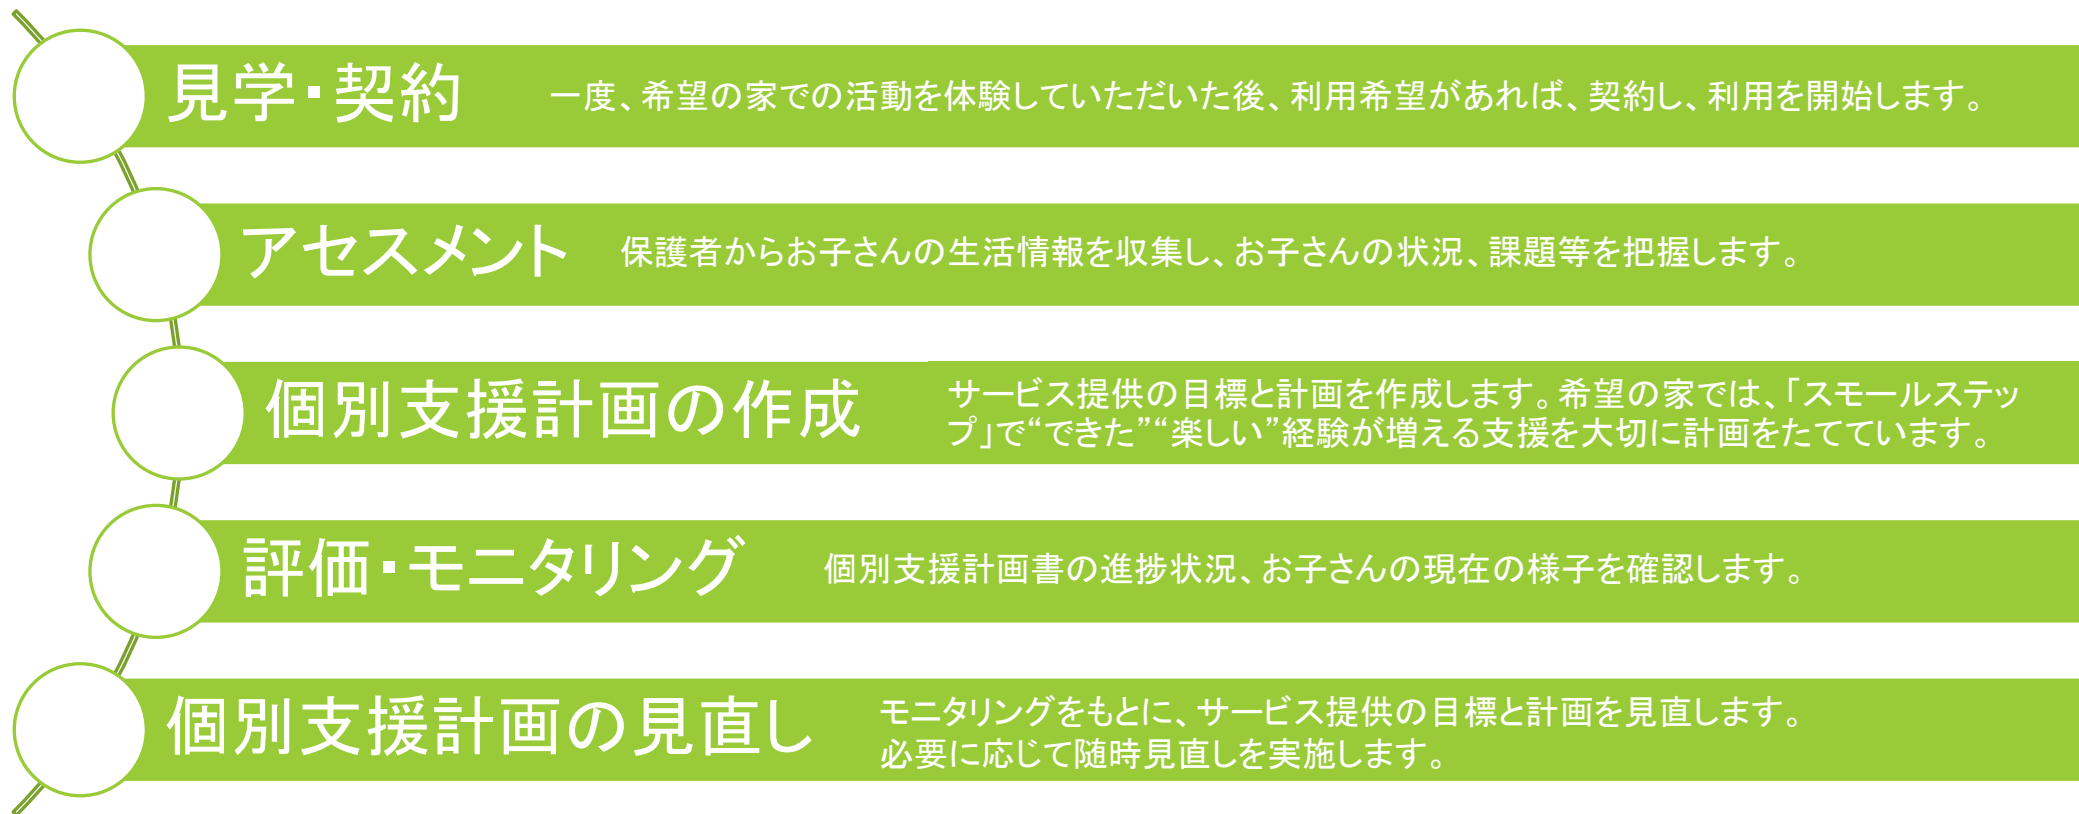 見学・契約
一度、希望の家での活動を体験していただいた後、利用希望があれば、契約し、利用を開始します。
アセスメント
保護者からお子さんの生活情報を収集し、お子さんの状況、課題等を把握します。
個別支援計画の作成
サービス提供の目標と計画を作成します。希望の家では、「スモールステッ
プ」で“できた”“楽しい”経験が増える支援を大切に計画をたてています。
評価・モニタリング
個別支援計画書の進捗状況、お子さんの現在の様子を確認します。
個別支援計画の見直し
モニタリングをもとに、サービス提供の目標と計画を見直します。
必要に応じて随時見直しを実施します。